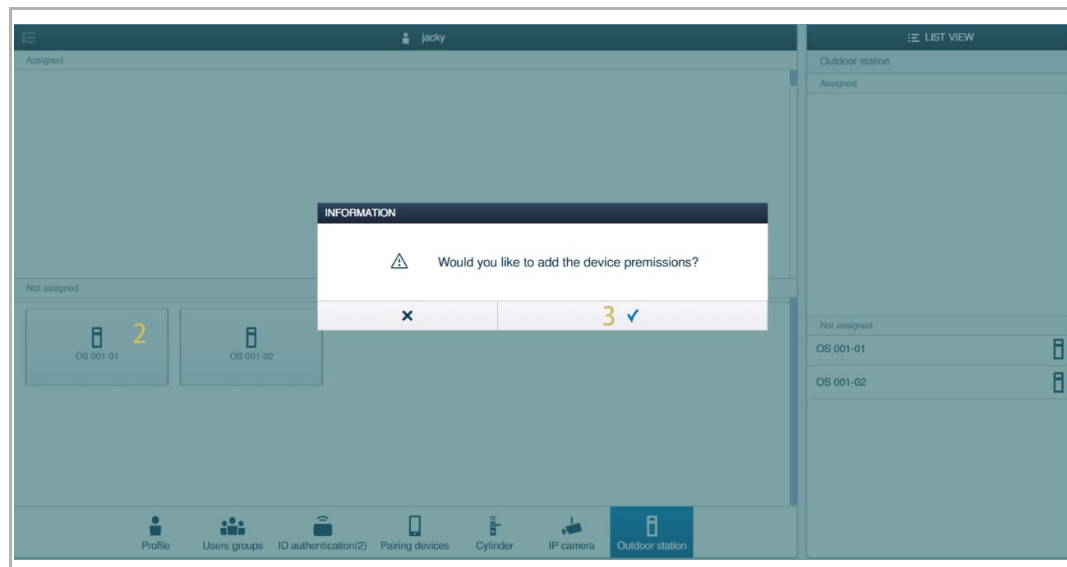 jacky
LIST VIEW
Assigned
Outdoor station
Assigned
INFORMATION
Would you like to add the device premissions?
Not assigned
3
2
OS 001-01
OS 001-02
Not assigned
OS 001-01
OS 001-02
Profile
Users groups
ID authentication(2)
Pairing devices
Cylinder
IP camera
Outdoor station